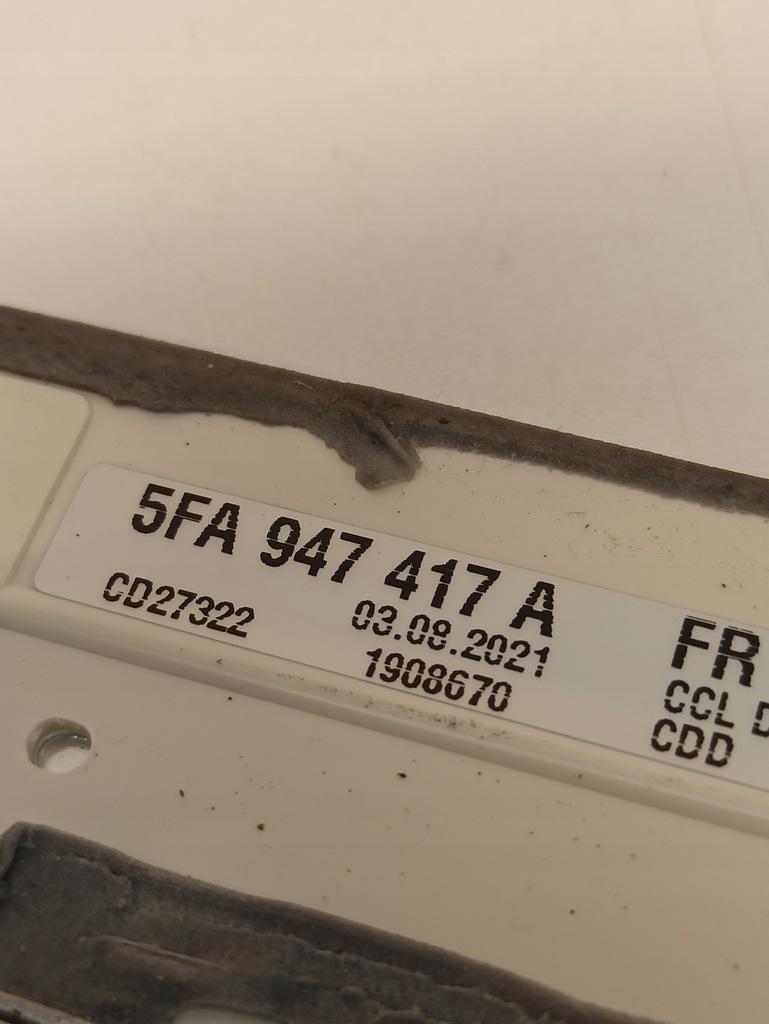 5FA 947 417 A
CD27322
03.08.2021
1908670
FR
CCL
CDD